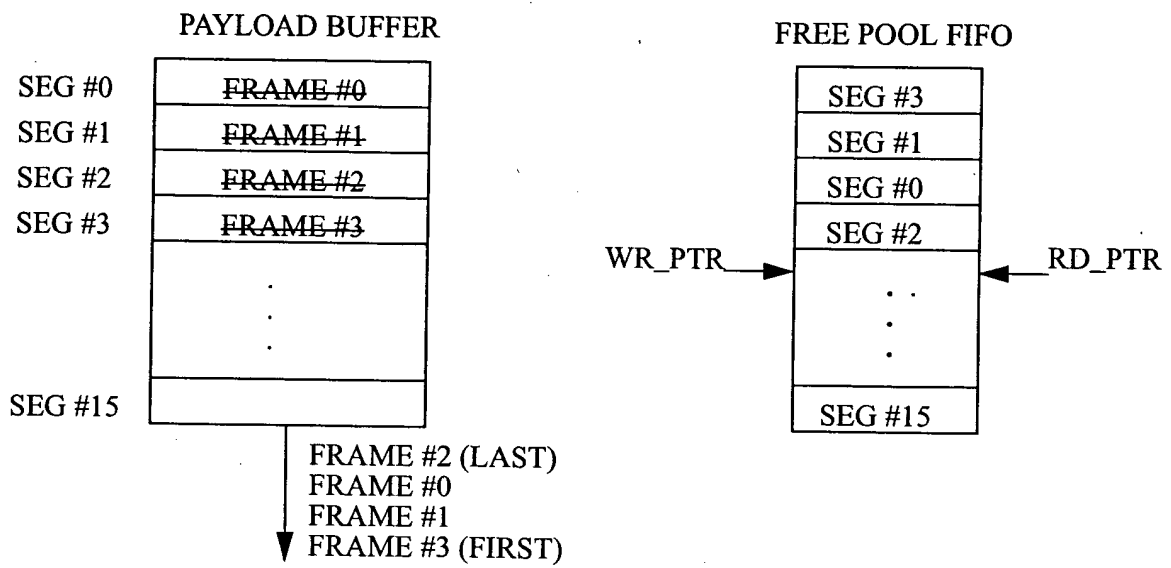 PAYLOAD BUFFER
SEG #0 FRAME #0
SEG #1 FRAME #1
SEG #2 FRAME #2
SEG #3 FRAME #3
SEG #15
FRAME #2 (LAST)
FRAME #0
FRAME #1
FRAME #3 (FIRST)
FREE POOL FIFO
SEG #3
SEG #1
SEG #0
SEG #2
WR_PTR RD_PTR
SEG #15